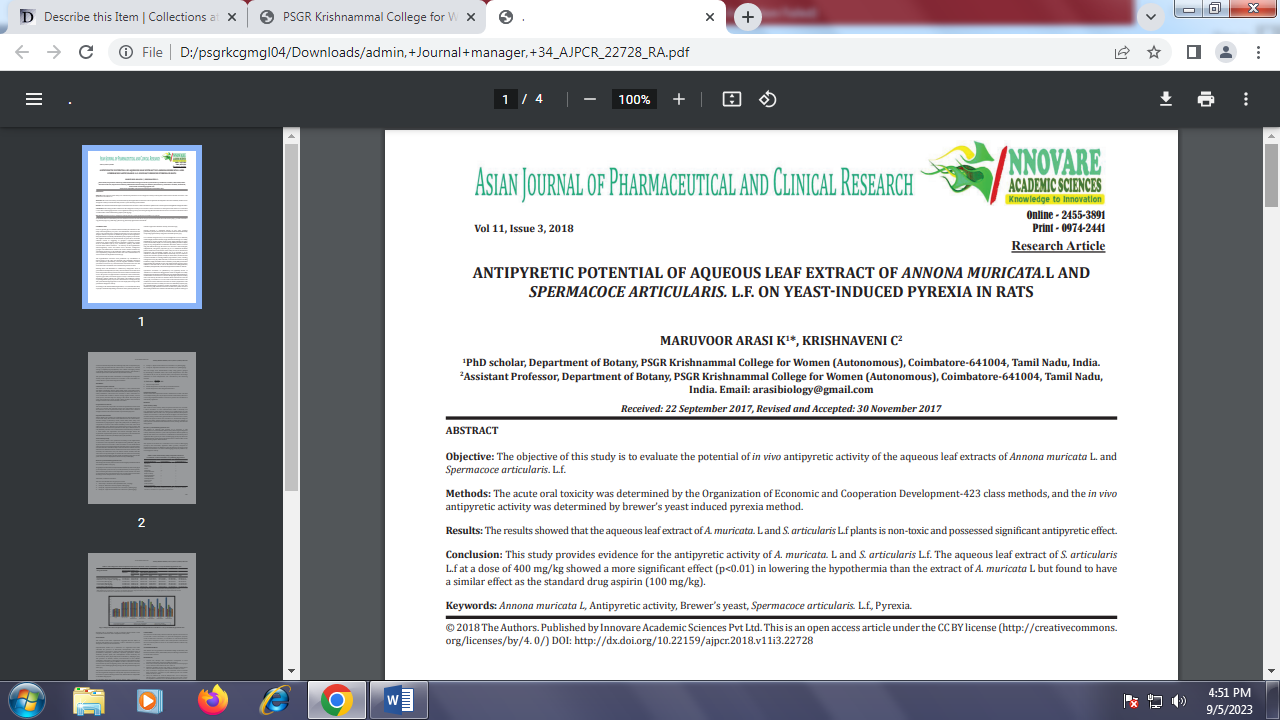 Describe this Item | Collections a
PSGR Krishnammal College for W
.
File
D:/psgrkcgmgl04/Downloads/admin,+Journal+manager,+34_AJPCR_22728_RA.pdf
.
1 / 4
100%
1
2
ASIAN JOURNAL OF PHARMACEUTICAL AND CLINICAL RESEARCH
NNOVARE
ACADEMIC SCIENCES
Knowledge to Innovation
Online - 2455-3891
Print - 0974-2441
Vol 11, Issue 3, 2018
Research Article
ANTIPYRETIC POTENTIAL OF AQUEOUS LEAF EXTRACT OF ANNONA MURICATA.L AND
SPERMACOCE ARTICULARIS. L.F. ON YEAST-INDUCED PYREXIA IN RATS
MARUVOOR ARASI K¹*, KRISHNAVENI C²
¹PhD scholar, Department of Botany, PSGR Krishnammal College for Women (Autonomous), Coimbatore-641004, Tamil Nadu, India.
²Assistant Professor, Department of Botany, PSGR Krishnammal College for Women (Autonomous), Coimbatore-641004, Tamil Nadu,
India. Email: arasibiology@gmail.com
Received: 22 September 2017, Revised and Accepted: 30 November 2017
ABSTRACT
Objective: The objective of this study is to evaluate the potential of in vivo antipyretic activity of the aqueous leaf extracts of Annona muricata L. and
Spermacoce articularis. L.f.
Methods: The acute oral toxicity was determined by the Organization of Economic and Cooperation Development-423 class methods, and the in vivo
antipyretic activity was determined by brewer's yeast induced pyrexia method.
Results: The results showed that the aqueous leaf extract of A. muricata. L and S. articularis L.f plants is non-toxic and possessed significant antipyretic effect.
Conclusion: This study provides evidence for the antipyretic activity of A. muricata. L and S. articularis L.f. The aqueous leaf extract of S. articularis
L.f at a dose of 400 mg/kg showed a more significant effect (p<0.01) in lowering the hypothermia than the extract of A. muricata L but found to have
a similar effect as the standard drug aspirin (100 mg/kg).
Keywords: Annona muricata L, Antipyretic activity, Brewer's yeast, Spermacoce articularis. L.f., Pyrexia.
© 2018 The Authors. Published by Innovare Academic Sciences Pvt Ltd. This is an open access article under the CC BY license (http://creativecommons.
org/licenses/by/4. 0/) DOI: http://dx.doi.org/10.22159/ajpcr.2018.v11i3.22728
4:51 PM
9/5/2023